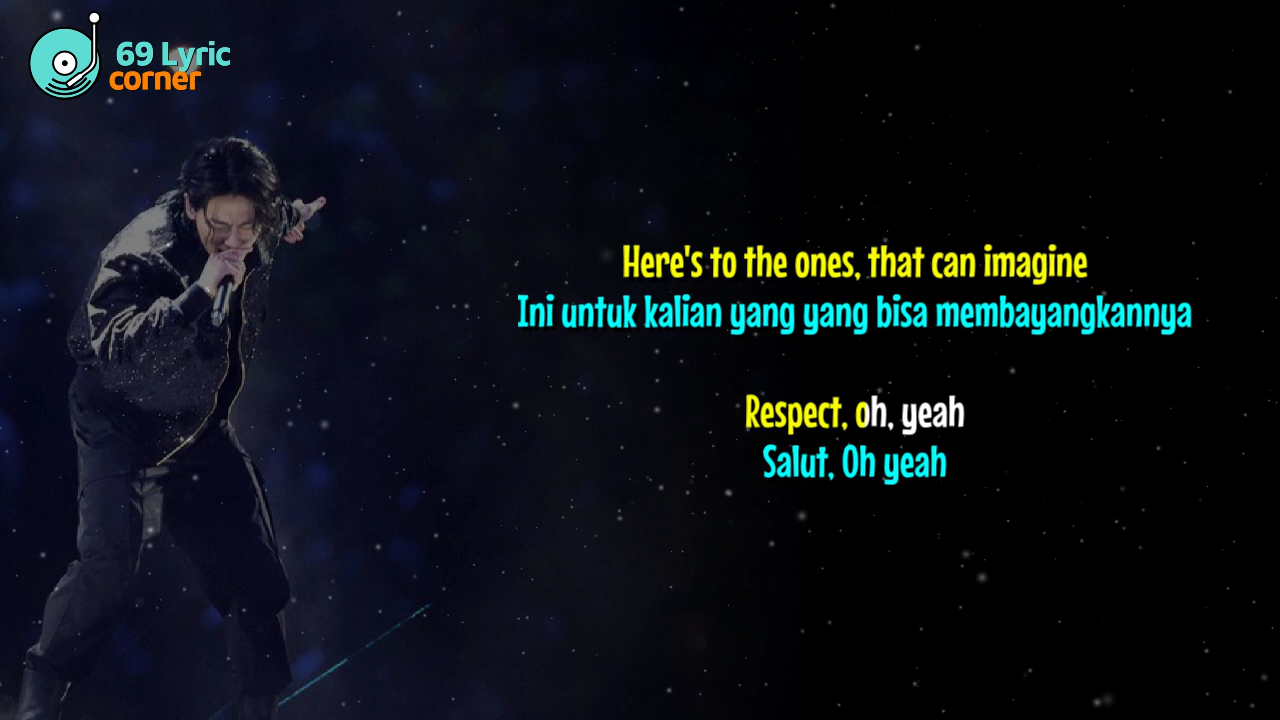 69 Lyric
corner
Here's to the ones, that can imagine
Ini untuk kalian yang yang bisa membayangkannya
Respect, oh, yeah
Salut, Oh yeah